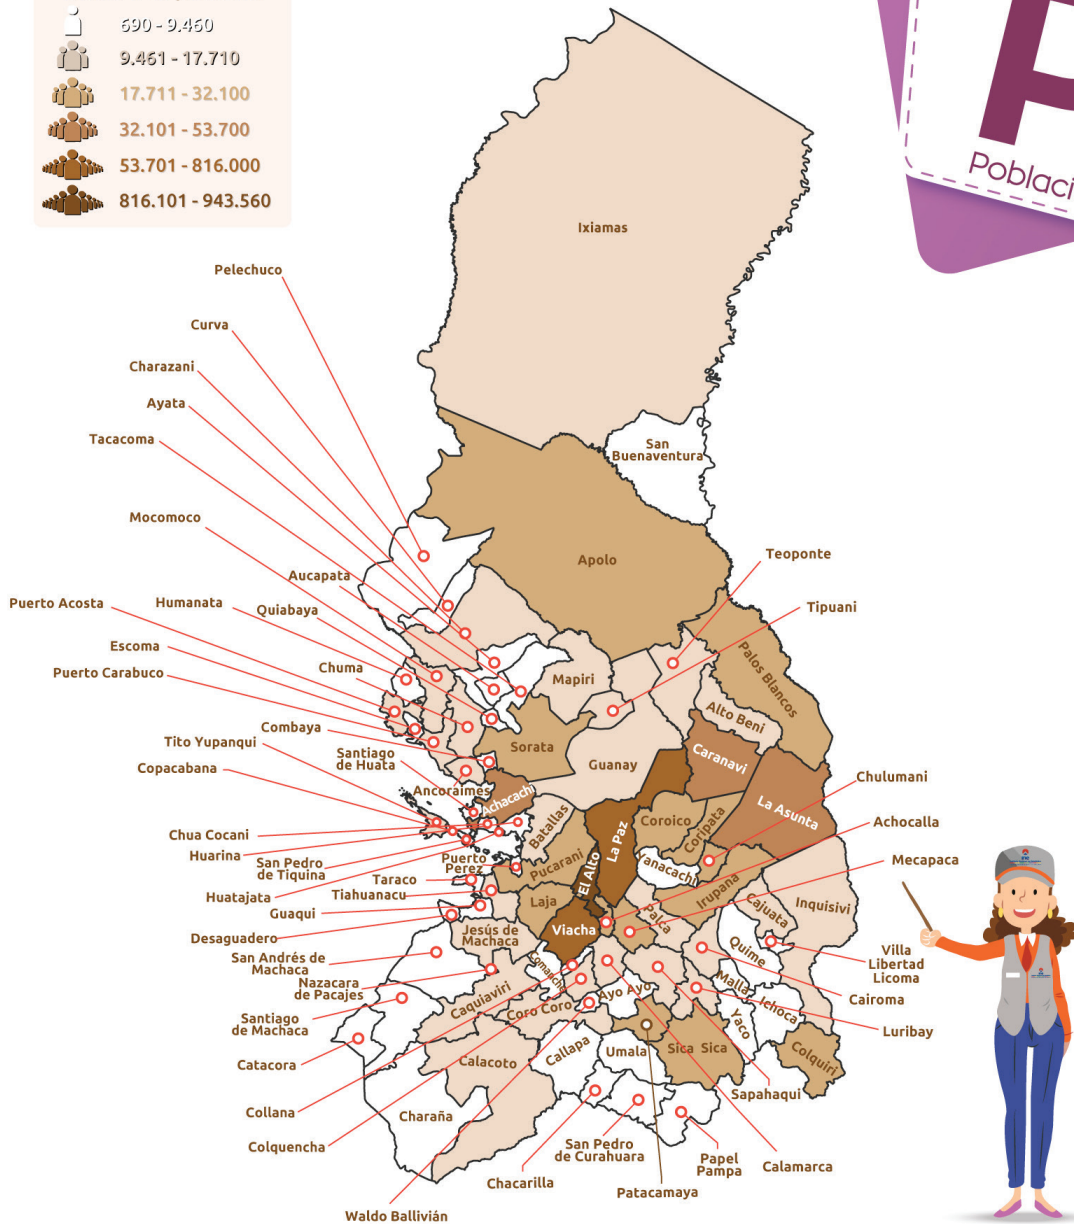 690 - 9.460
9.461 - 17.710
17.711 - 32.100
32.101 - 53.700
53.701 - 816.000
816.101 - 943.560
P
Poblaci
Ixiamas
Pelechuco
Curva
Charazani
Ayata
Tacacoma
San
Buenaventura
Mocomoco
Apolo
Teoponte
Aucapata
Puerto Acosta
Humanata
Quiabaya
Tipuani
Escoma
Puerto Carabuco
Chuma
Mapiri
Palos Blancos
Alto Beni
Combaya
Tito Yupanqui
Santiago
de Huata
Sorata
Guanay
Caranavi
Copacabana
Ancoraimes
Achacachi
La Asunta
Chulumani
Chua Cocani
Batallas
La Paz
Coroico
Coripata
Achocalla
Huarina
San Pedro
de Tiquina
Puerto
Perez
Pucarani
El Alto
Yanacachi
Mecapaca
Huatajata
Taraco
Tiahuanacu
Laja
Irupana
Cajuata
Inquisivi
Guaqui
Palca
Desaguadero
Jesús de
Machaca
Viacha
Quime
Villa
Libertad
Licoma
San Andrés de
Machaca
Comanche
Nazacara
de Pacajes
Caquiaviri
Ayo Ayo
Malla
Ichoca
Cairoma
Santiago
de Machaca
Coro Coro
Yaco
Luribay
Catacora
Calacoto
Callapa
Umala
Sica Sica
Colquiri
Collana
Charaña
Sapahaqui
Colquencha
San Pedro
de Curahuara
Papel
Pampa
Calamarca
Chacarilla
Patacamaya
Waldo Ballivián